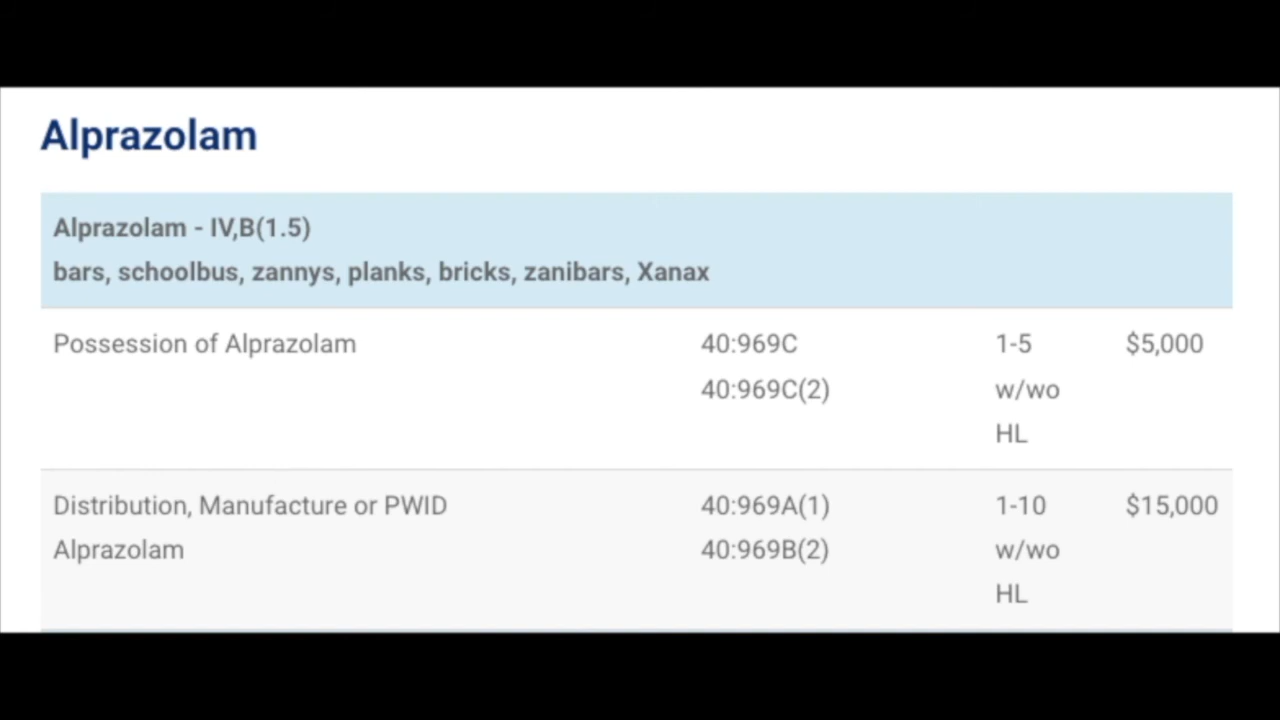 Alprazolam
Alprazolam - IV,B(1.5)
bars, schoolbus, zannys, planks, bricks, zanibars, Xanax
Possession of Alprazolam 40:969C 1-5 $5,000
40:969C(2) w/wo
HL
Distribution, Manufacture or PWID 40:969A(1) 1-10 $15,000
Alprazolam 40:969B(2) w/wo
HL